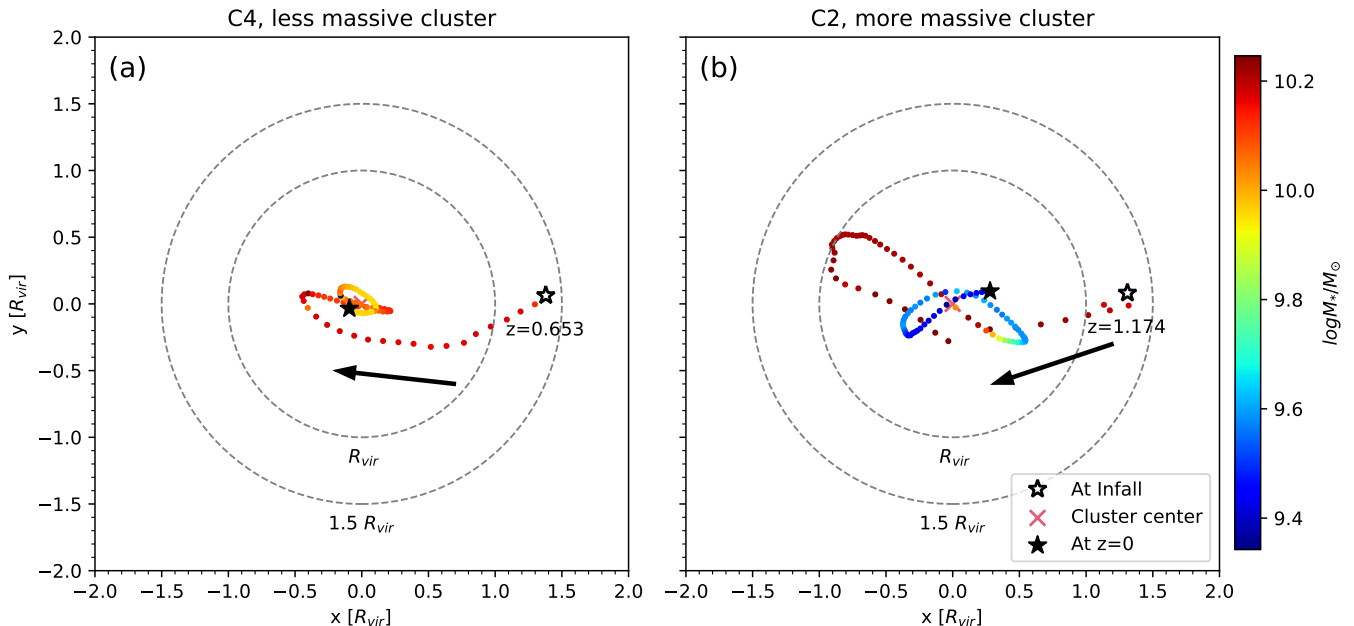 C4, less massive cluster
C2, more massive cluster
(a)
(b)
2.0
1.5
1.0
0.5
0.0
−0.5
−1.0
−1.5
−2.0
y [R_vir]
z=0.653
z=1.174
R_vir
R_vir
1.5 R_vir
1.5 R_vir
At Infall
Cluster center
At z=0
−2.0 −1.5 −1.0 −0.5 0.0 0.5 1.0 1.5 2.0
−2.0 −1.5 −1.0 −0.5 0.0 0.5 1.0 1.5 2.0
x [R_vir]
x [R_vir]
10.2
10.0
9.8
9.6
9.4
logM_*/M_⊙